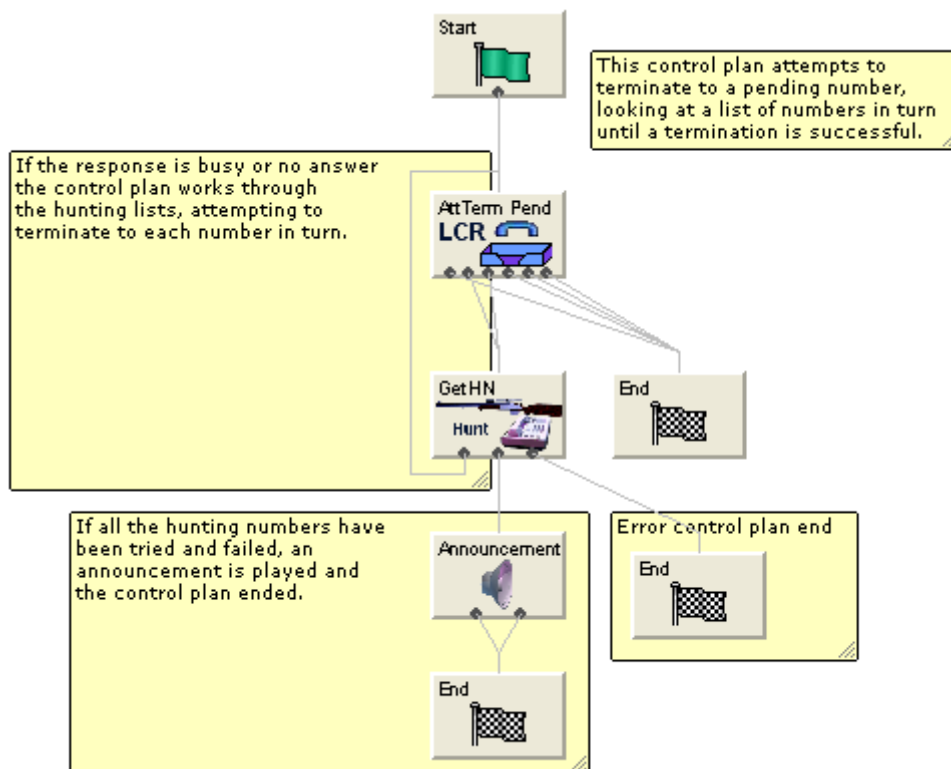 Start
This control plan attempts to
terminate to a pending number,
looking at a list of numbers in turn
until a termination is successful.
If the response is busy or no answer
the control plan works through
the hunting lists, attempting to
terminate to each number in turn.
AttTerm Pend
LCR
GetHN
Hunt
End
If all the hunting numbers have
been tried and failed, an
announcement is played and
the control plan ended.
Announcement
End
Error control plan end
End